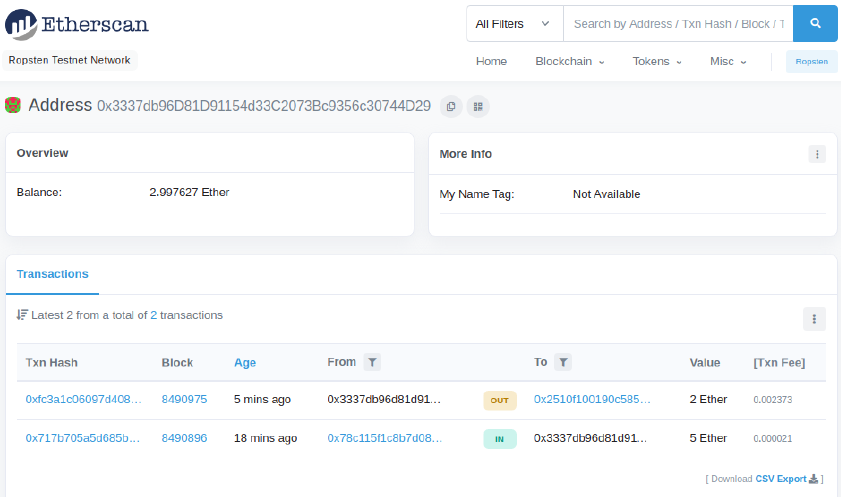 Etherscan
All Filters
Search by Address / Txn Hash / Block / T
Ropsten Testnet Network
Home Blockchain Tokens Misc Ropsten
Address 0x3337db96D81D91154d33C2073Bc9356c30744D29
Overview
Balance: 2.997627 Ether
More Info
My Name Tag: Not Available
Transactions
Latest 2 from a total of 2 transactions
Txn Hash Block Age From To Value [Txn Fee]
0xfc3a1c06097d408... 8490975 5 mins ago 0x3337db96d81d91... OUT 0x2510f100190c585... 2 Ether 0.002373
0x717b705a5d685b... 8490896 18 mins ago 0x78c115f1c8b7d08... IN 0x3337db96d81d91... 5 Ether 0.000021
[ Download CSV Export ]